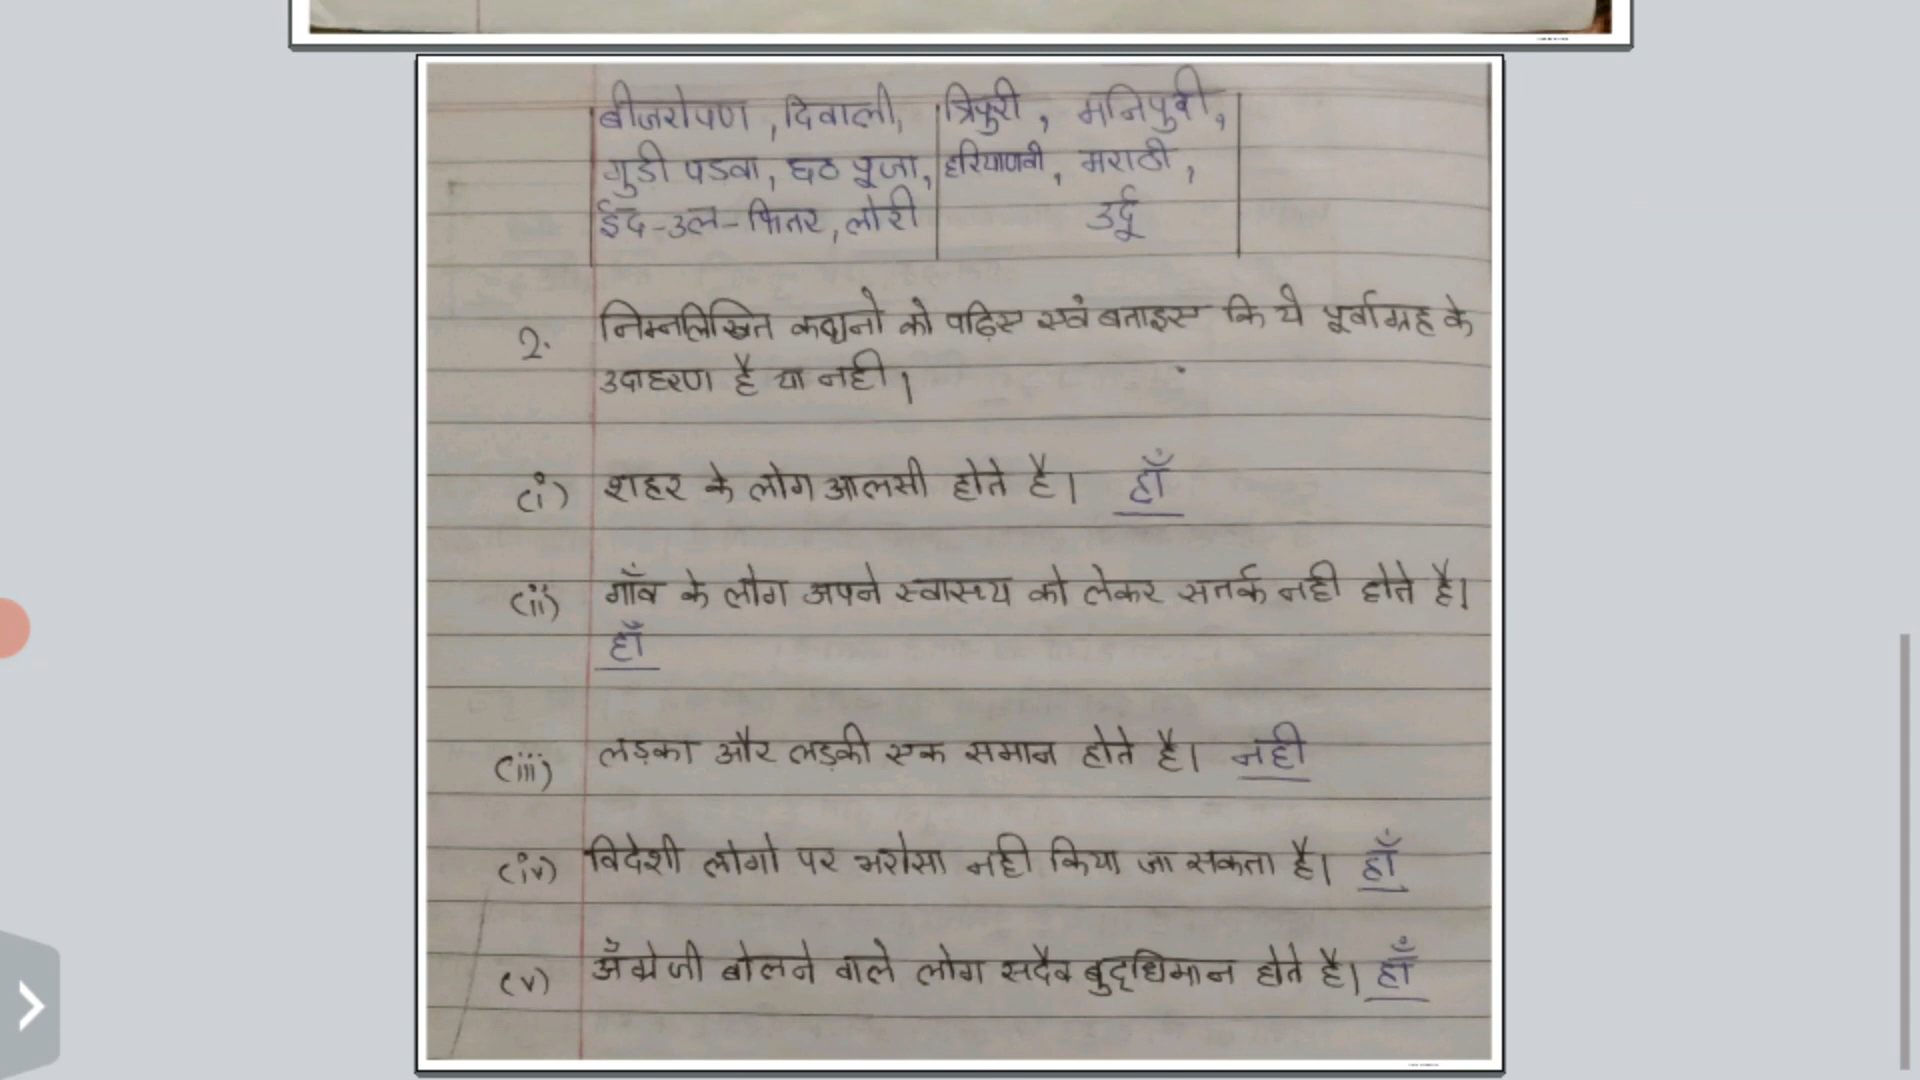 बीजरोपण, दिवाली, त्रिपुरी, मनिपुरी,
गुडी पडवा, छठ पूजा, हरियाणवी, मराठी,
ईद-उल-फितर, लोरी उर्दू
2. निम्नलिखित कथनो को पढ़िए एवं बताइए कि ये पूर्वाग्रह के
उदाहरण है या नही।
(i) शहर के लोग आलसी होते है। हाँ
(ii) गाँव के लोग अपने स्वास्थ्य को लेकर सतर्क नही होते है।
हाँ
(iii) लड़का और लड़की एक समान होते है। नही
(iv) विदेशी लोगो पर भरोसा नही किया जा सकता है। हाँ
(v) अँग्रेजी बोलने वाले लोग सदैव बुद्धिमान होते है। हाँ